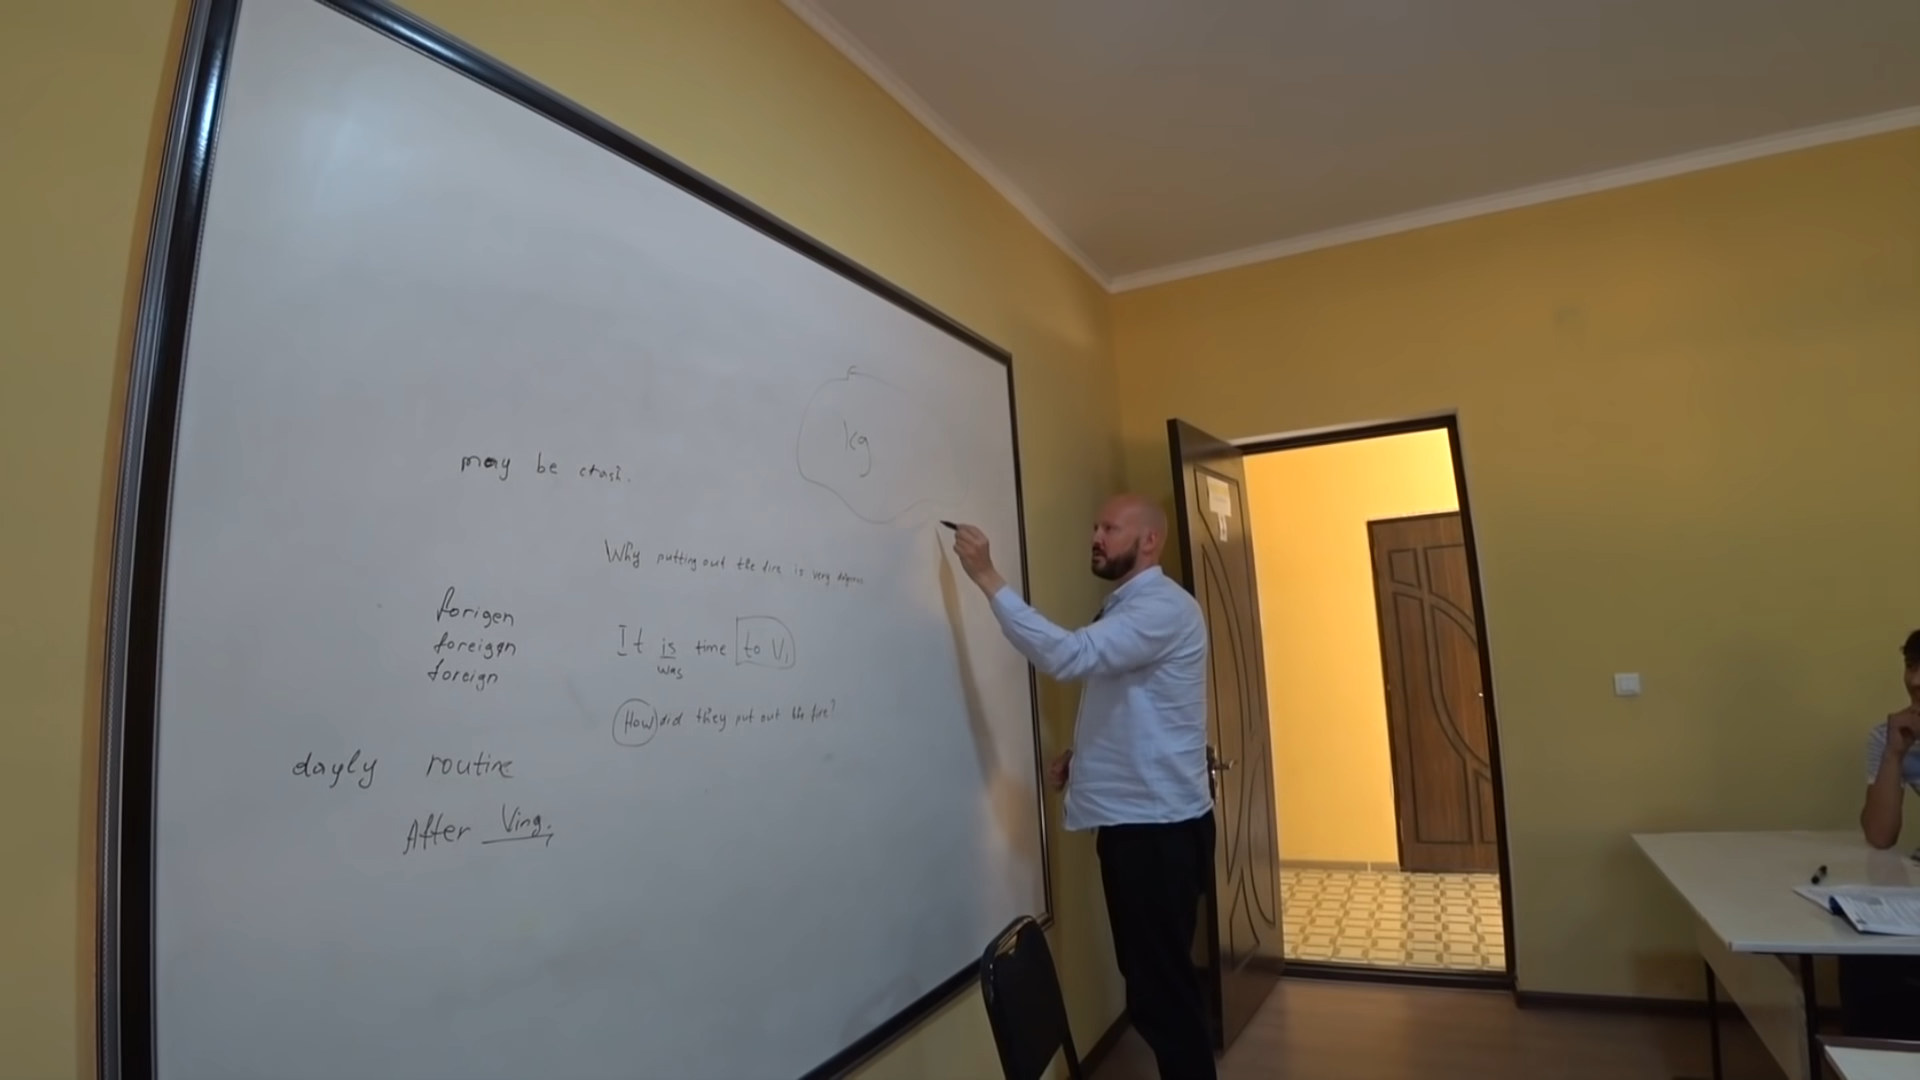 kg
may be crash.
Why putting out the fire is very
forigen
foreign
foreign
It is time to V1
was
How did they put out the fire?
dayly routine
After Ving.